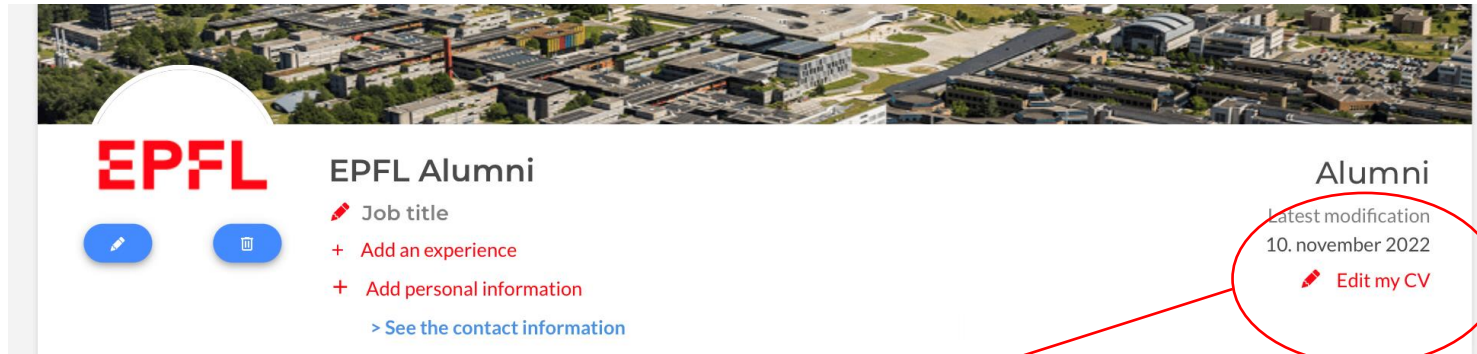 EPFL
EPFL Alumni
Job title
+ Add an experience
+ Add personal information
> See the contact information
Alumni
Latest modification
10. november 2022
Edit my CV